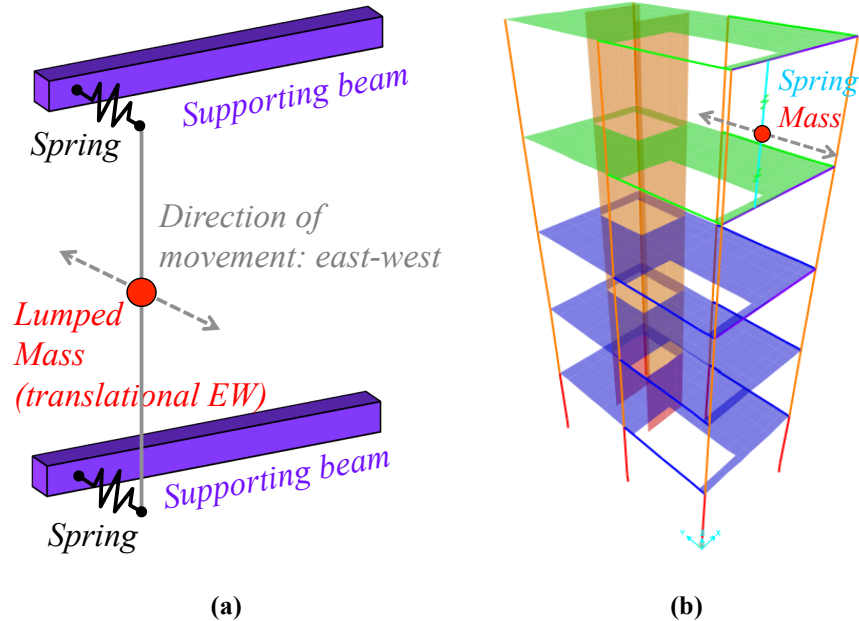 Supporting beam
Spring
Direction of
movement: east-west
Lumped
Mass
(translational EW)
Supporting beam
Spring
(a)
Spring
Mass
(b)